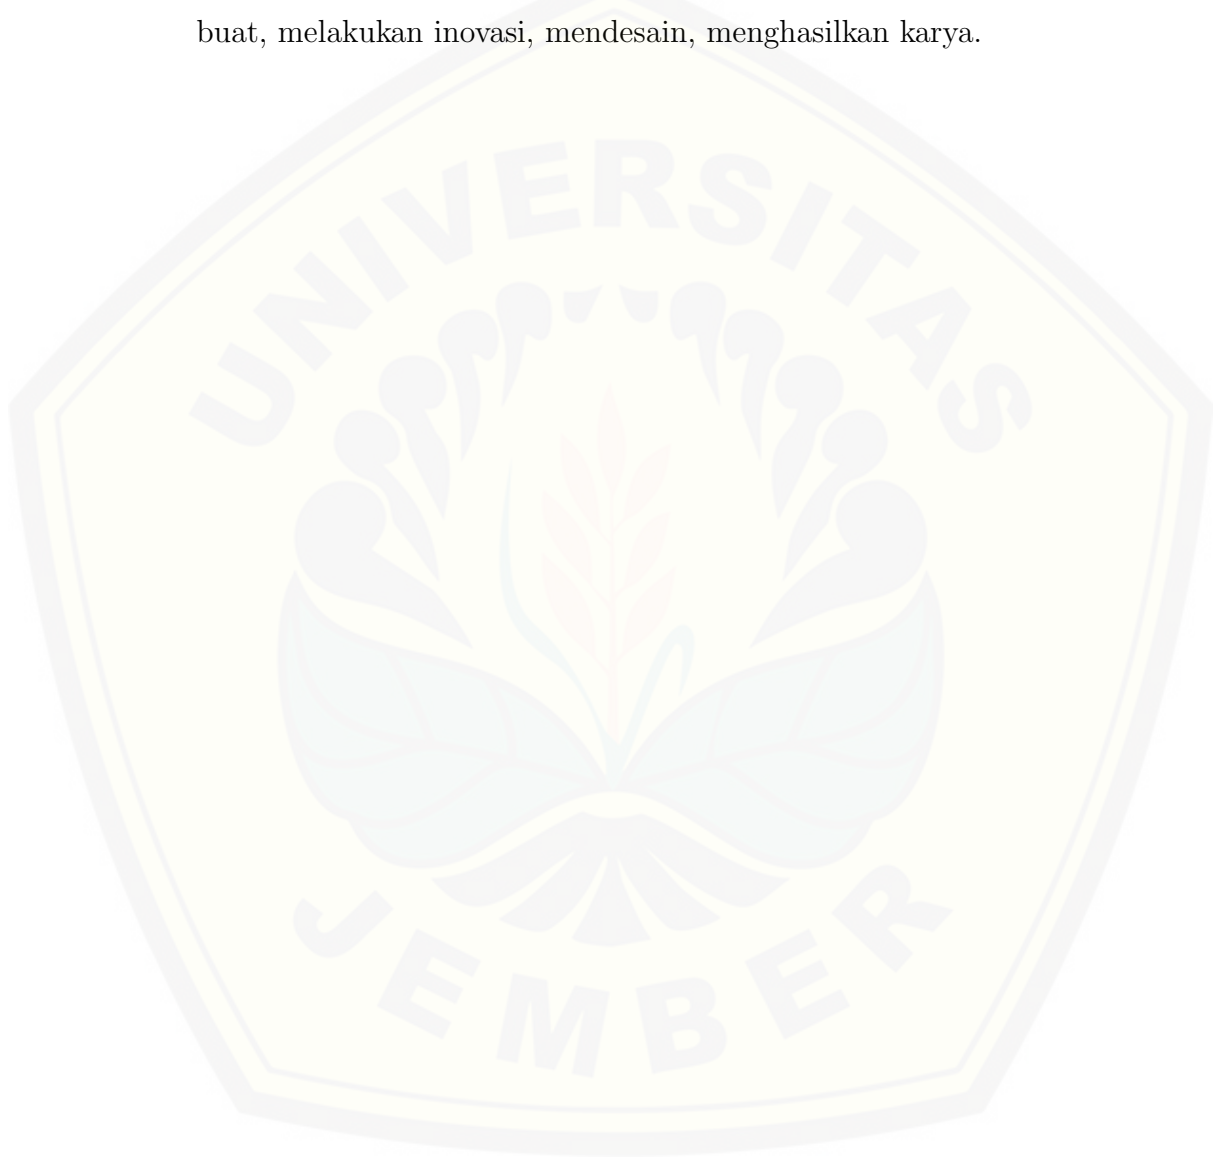 buat, melakukan inovasi, mendesain, menghasilkan karya.
UNIVERSITAS
JEMBER